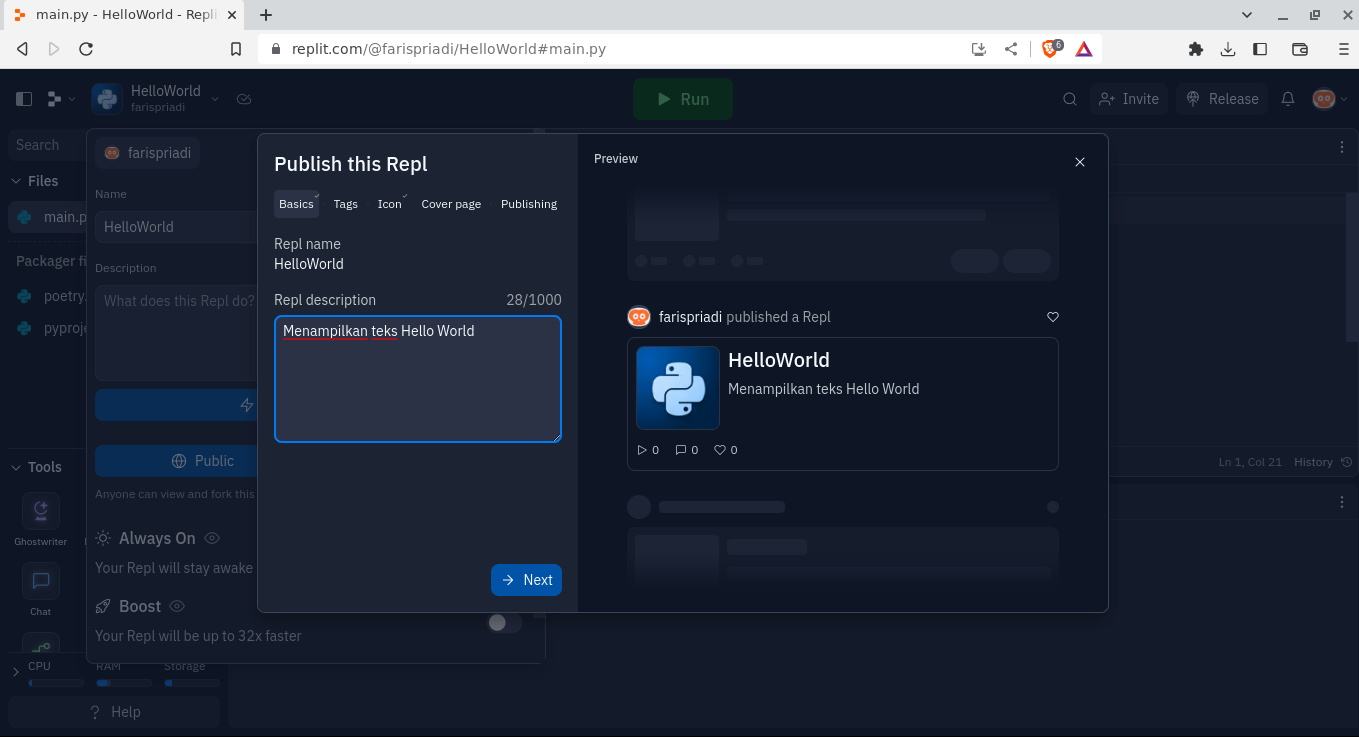 main.py - HelloWorld - Repli
replit.com/@farispriadi/HelloWorld#main.py
6
HelloWorld
farispriadi
Run
Invite
Release
Search
Files
main.p
Packager fi
poetry.
pyproje
Tools
Ghostwriter
Chat
CPU
RAM
Storage
Help
farispriadi
Name
HelloWorld
Description
What does this Repl do?
Public
Anyone can view and fork this
Always On
Your Repl will stay awake
Boost
Your Repl will be up to 32x faster
Publish this Repl
Basics
Tags
Icon
Cover page
Publishing
Repl name
HelloWorld
Repl description 28/1000
Menampilkan teks Hello World
Next
Preview
farispriadi published a Repl
HelloWorld
Menampilkan teks Hello World
0 0 0
Ln 1, Col 21 History